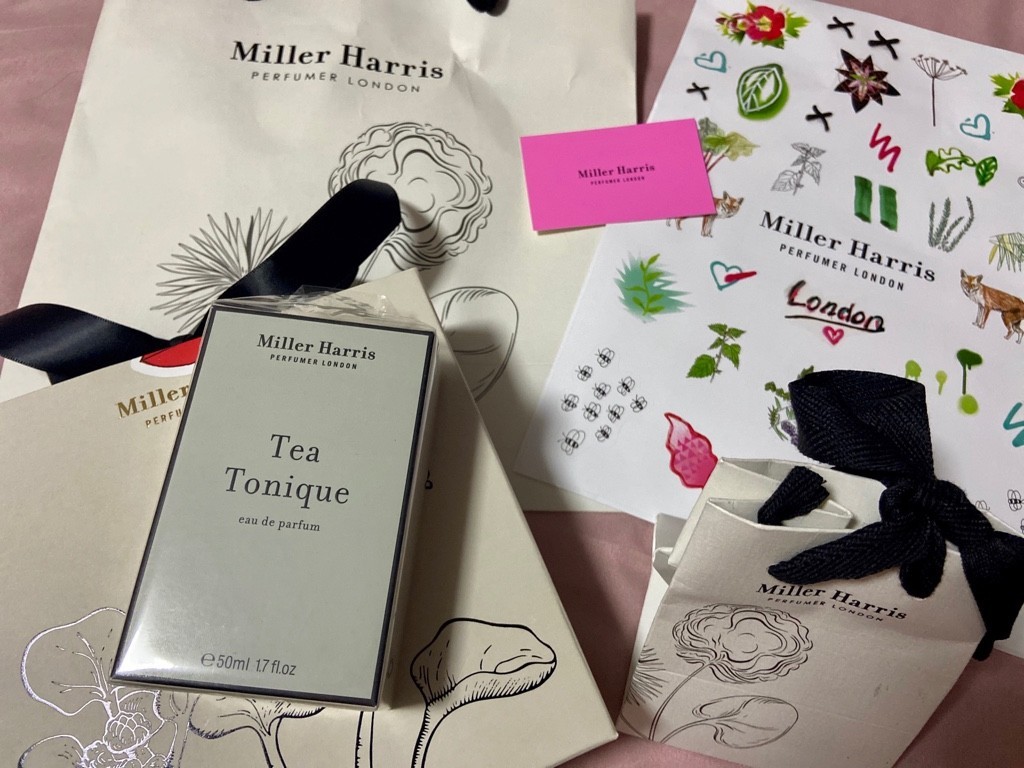 Miller Harris
PERFUMER LONDON
Miller Harris
PERFUMER LONDON
Miller Harris
PERFUMER LONDON
London
Miller
Miller Harris
PERFUMER LONDON
Tea
Tonique
eau de parfum
e 50ml 1.7 fl.oz
Miller Harris
PERFUMER LONDON